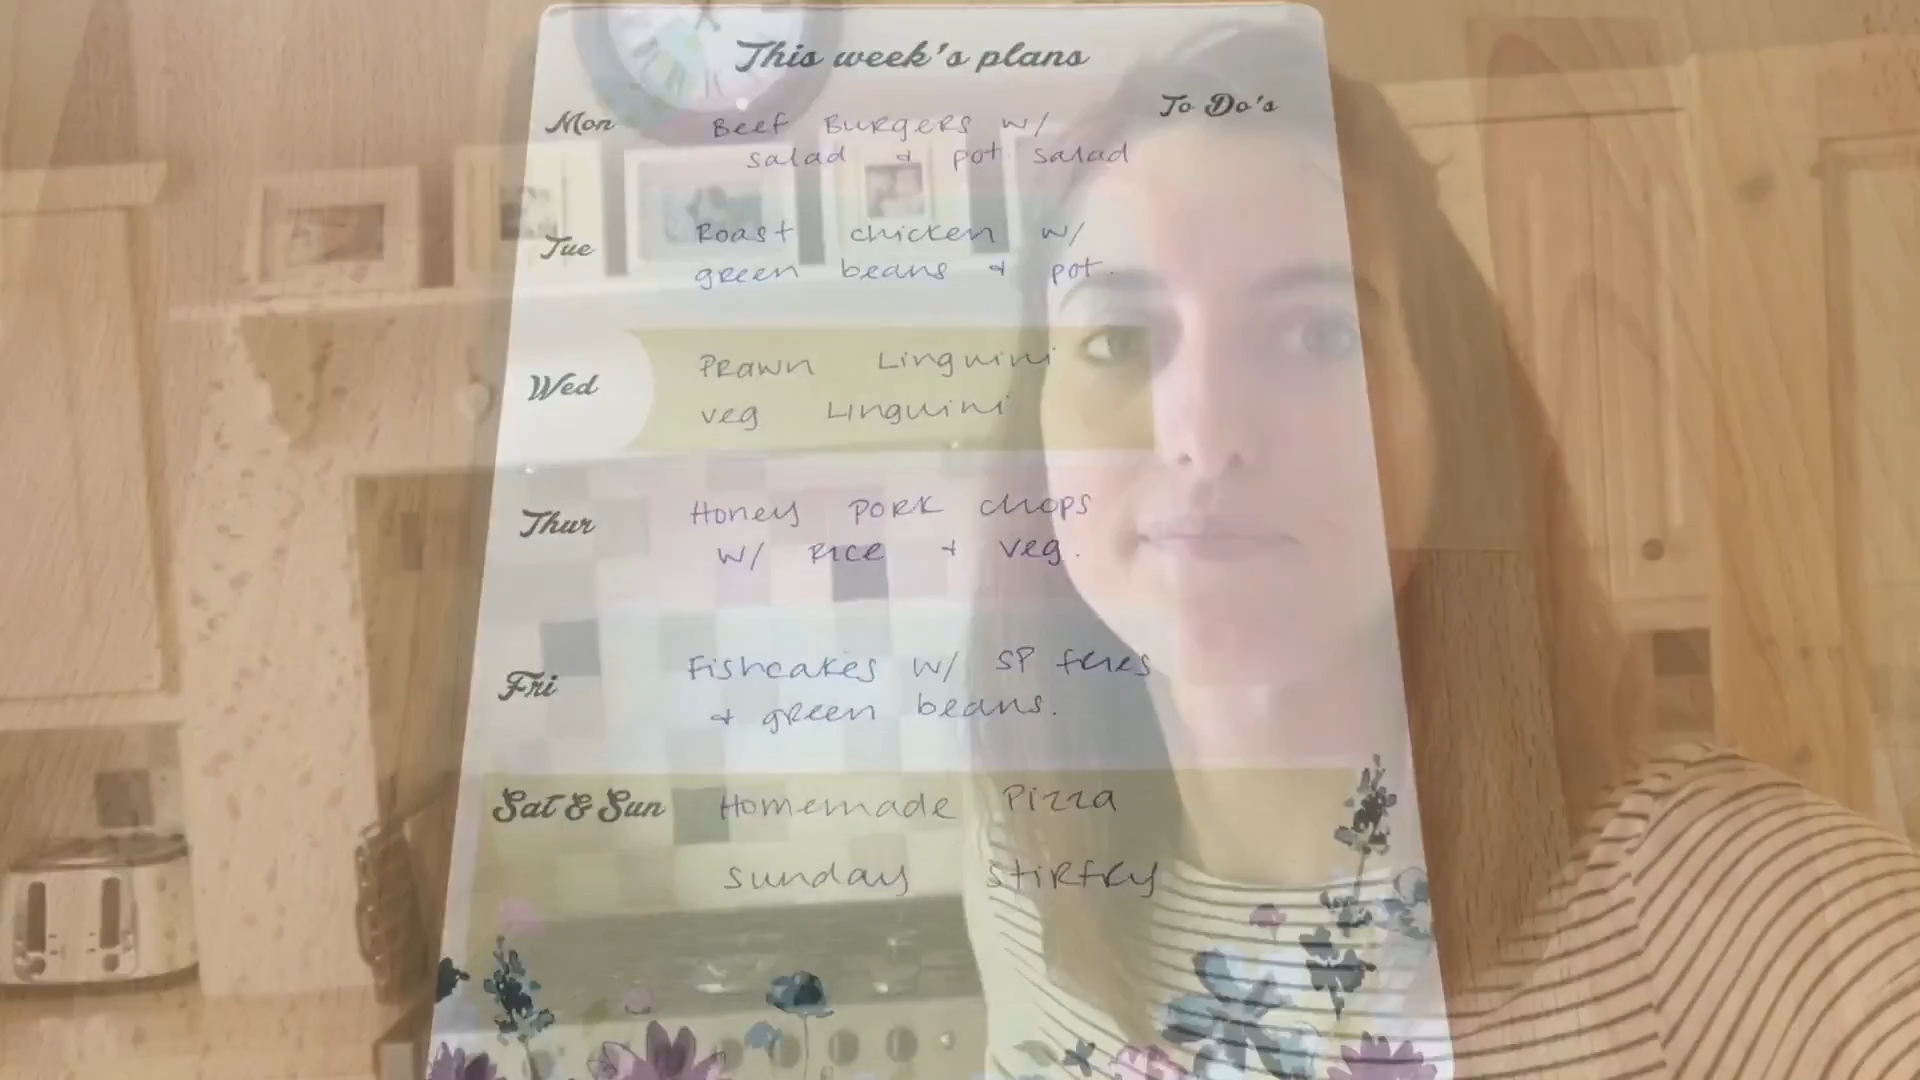 This week's plans
To Do's
Mon
Beef Burgers w/
salad & pot. salad
Tue
Roast chicken w/
green beans & pot.
Wed
Prawn Linguini
veg Linguini
Thur
Honey Pork chops
w/ Rice + veg.
Fri
Fishcakes w/ SP fries
+ green beans.
Sat & Sun
Homemade Pizza
Sunday Stirfry